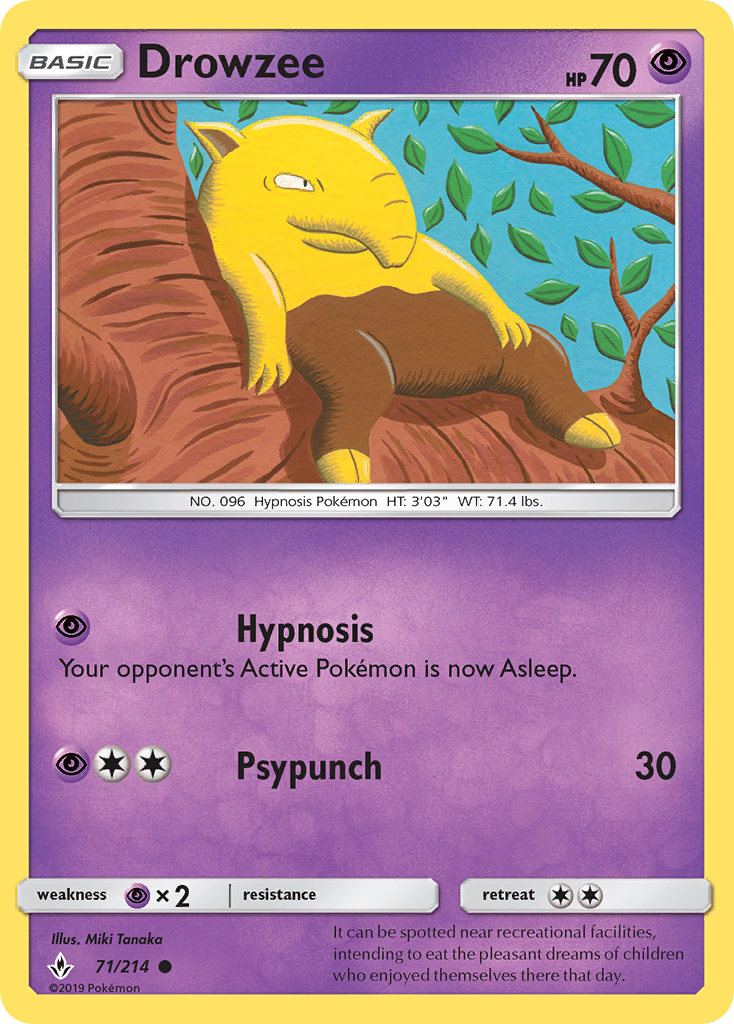 BASIC Drowzee HP 70
NO. 096 Hypnosis Pokémon HT: 3'03" WT: 71.4 lbs.
Hypnosis
Your opponent's Active Pokémon is now Asleep.
Psypunch 30
weakness × 2 resistance retreat
Illus. Miki Tanaka
71/214
©2019 Pokémon
It can be spotted near recreational facilities,
intending to eat the pleasant dreams of children
who enjoyed themselves there that day.